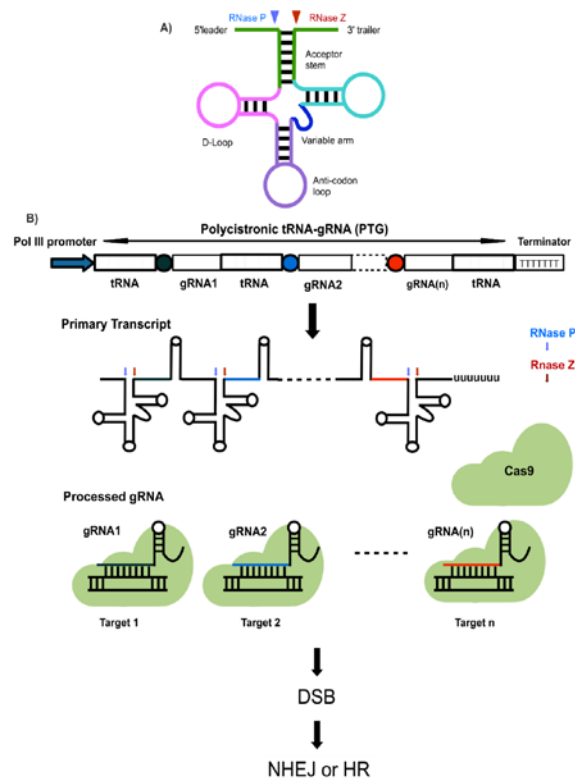 A)
RNase P RNase Z
5'leader 3' trailer
Acceptor
stem
D-Loop Variable arm
Anti-codon
loop
B)
Polycistronic tRNA-gRNA (PTG)
Pol III promoter Terminator
TTTTTTT
tRNA gRNA1 tRNA gRNA2 gRNA(n) tRNA
Primary Transcript
RNase P
Rnase Z
uuuuuuu
Cas9
Processed gRNA
gRNA1 gRNA2 gRNA(n)
Target 1 Target 2 Target n
DSB
NHEJ or HR